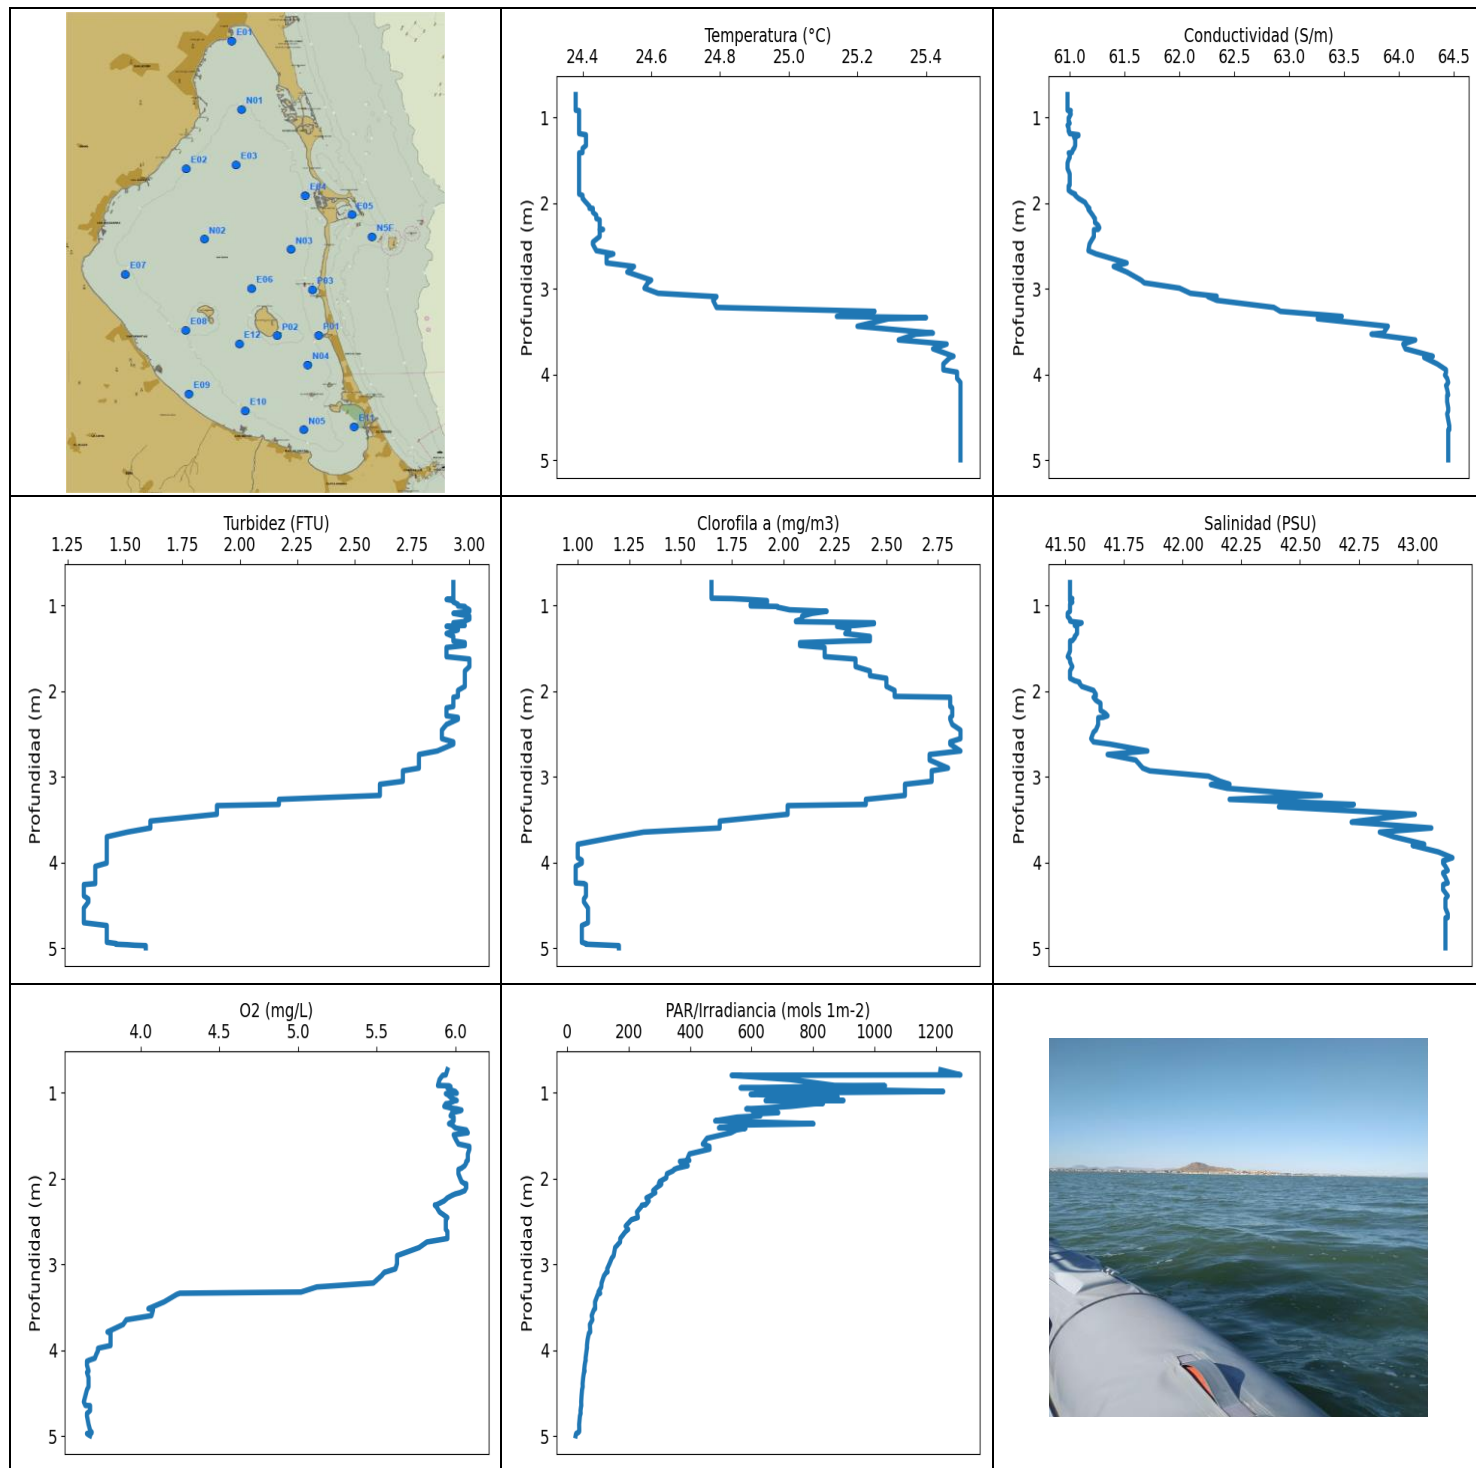 E01
N01
E02
E03
E04
E05
N5F
N02
N03
E07
E06
P03
E08
E12
P02
P01
N04
E09
E10
N05
E11
Temperatura (°C)
24.4 24.6 24.8 25.0 25.2 25.4
Profundidad (m)
1
2
3
4
5
Conductividad (S/m)
61.0 61.5 62.0 62.5 63.0 63.5 64.0 64.5
Profundidad (m)
1
2
3
4
5
Turbidez (FTU)
1.25 1.50 1.75 2.00 2.25 2.50 2.75 3.00
Profundidad (m)
1
2
3
4
5
Clorofila a (mg/m3)
1.00 1.25 1.50 1.75 2.00 2.25 2.50 2.75
Profundidad (m)
1
2
3
4
5
Salinidad (PSU)
41.50 41.75 42.00 42.25 42.50 42.75 43.00
Profundidad (m)
1
2
3
4
5
O2 (mg/L)
4.0 4.5 5.0 5.5 6.0
Profundidad (m)
1
2
3
4
5
PAR/Irradiancia (mols 1m-2)
0 200 400 600 800 1000 1200
Profundidad (m)
1
2
3
4
5